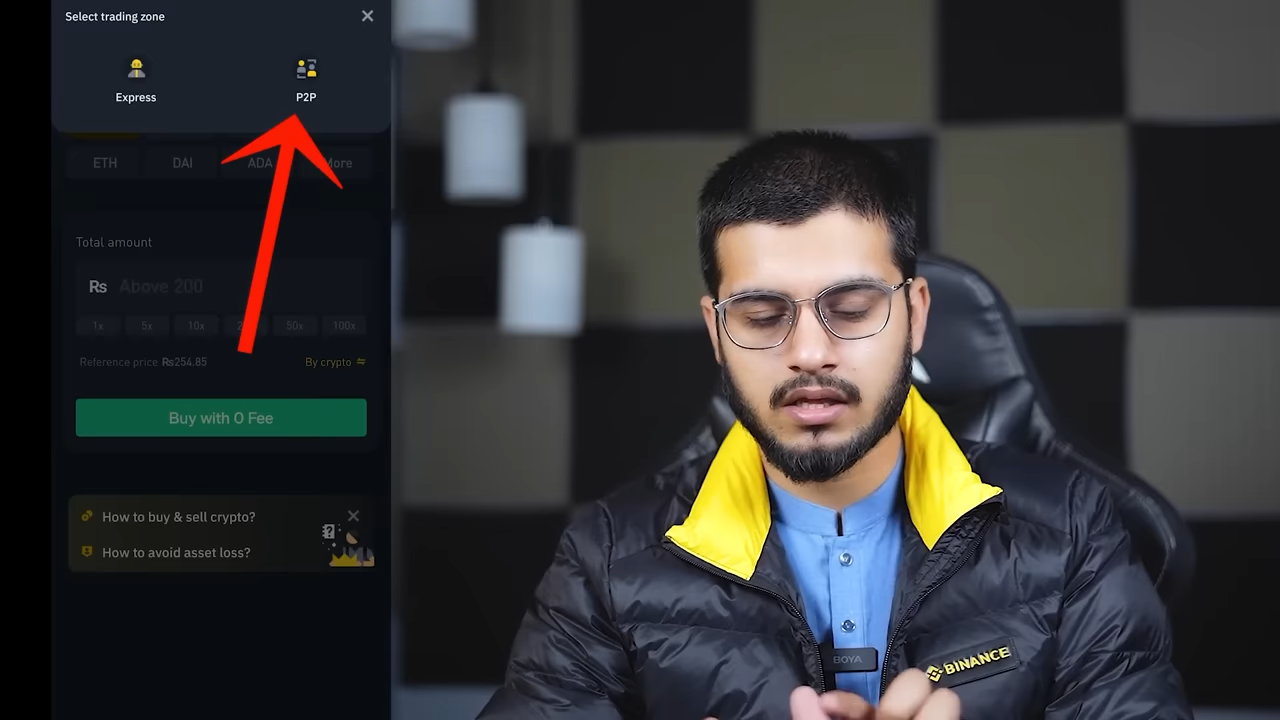 Select trading zone
Express
P2P
ETH
DAI
ADA
More
Total amount
Rs Above 200
1x
5x
10x
50x
100x
Reference price Rs254.85
By crypto
Buy with 0 Fee
How to buy & sell crypto?
How to avoid asset loss?
BOYA
BINANCE